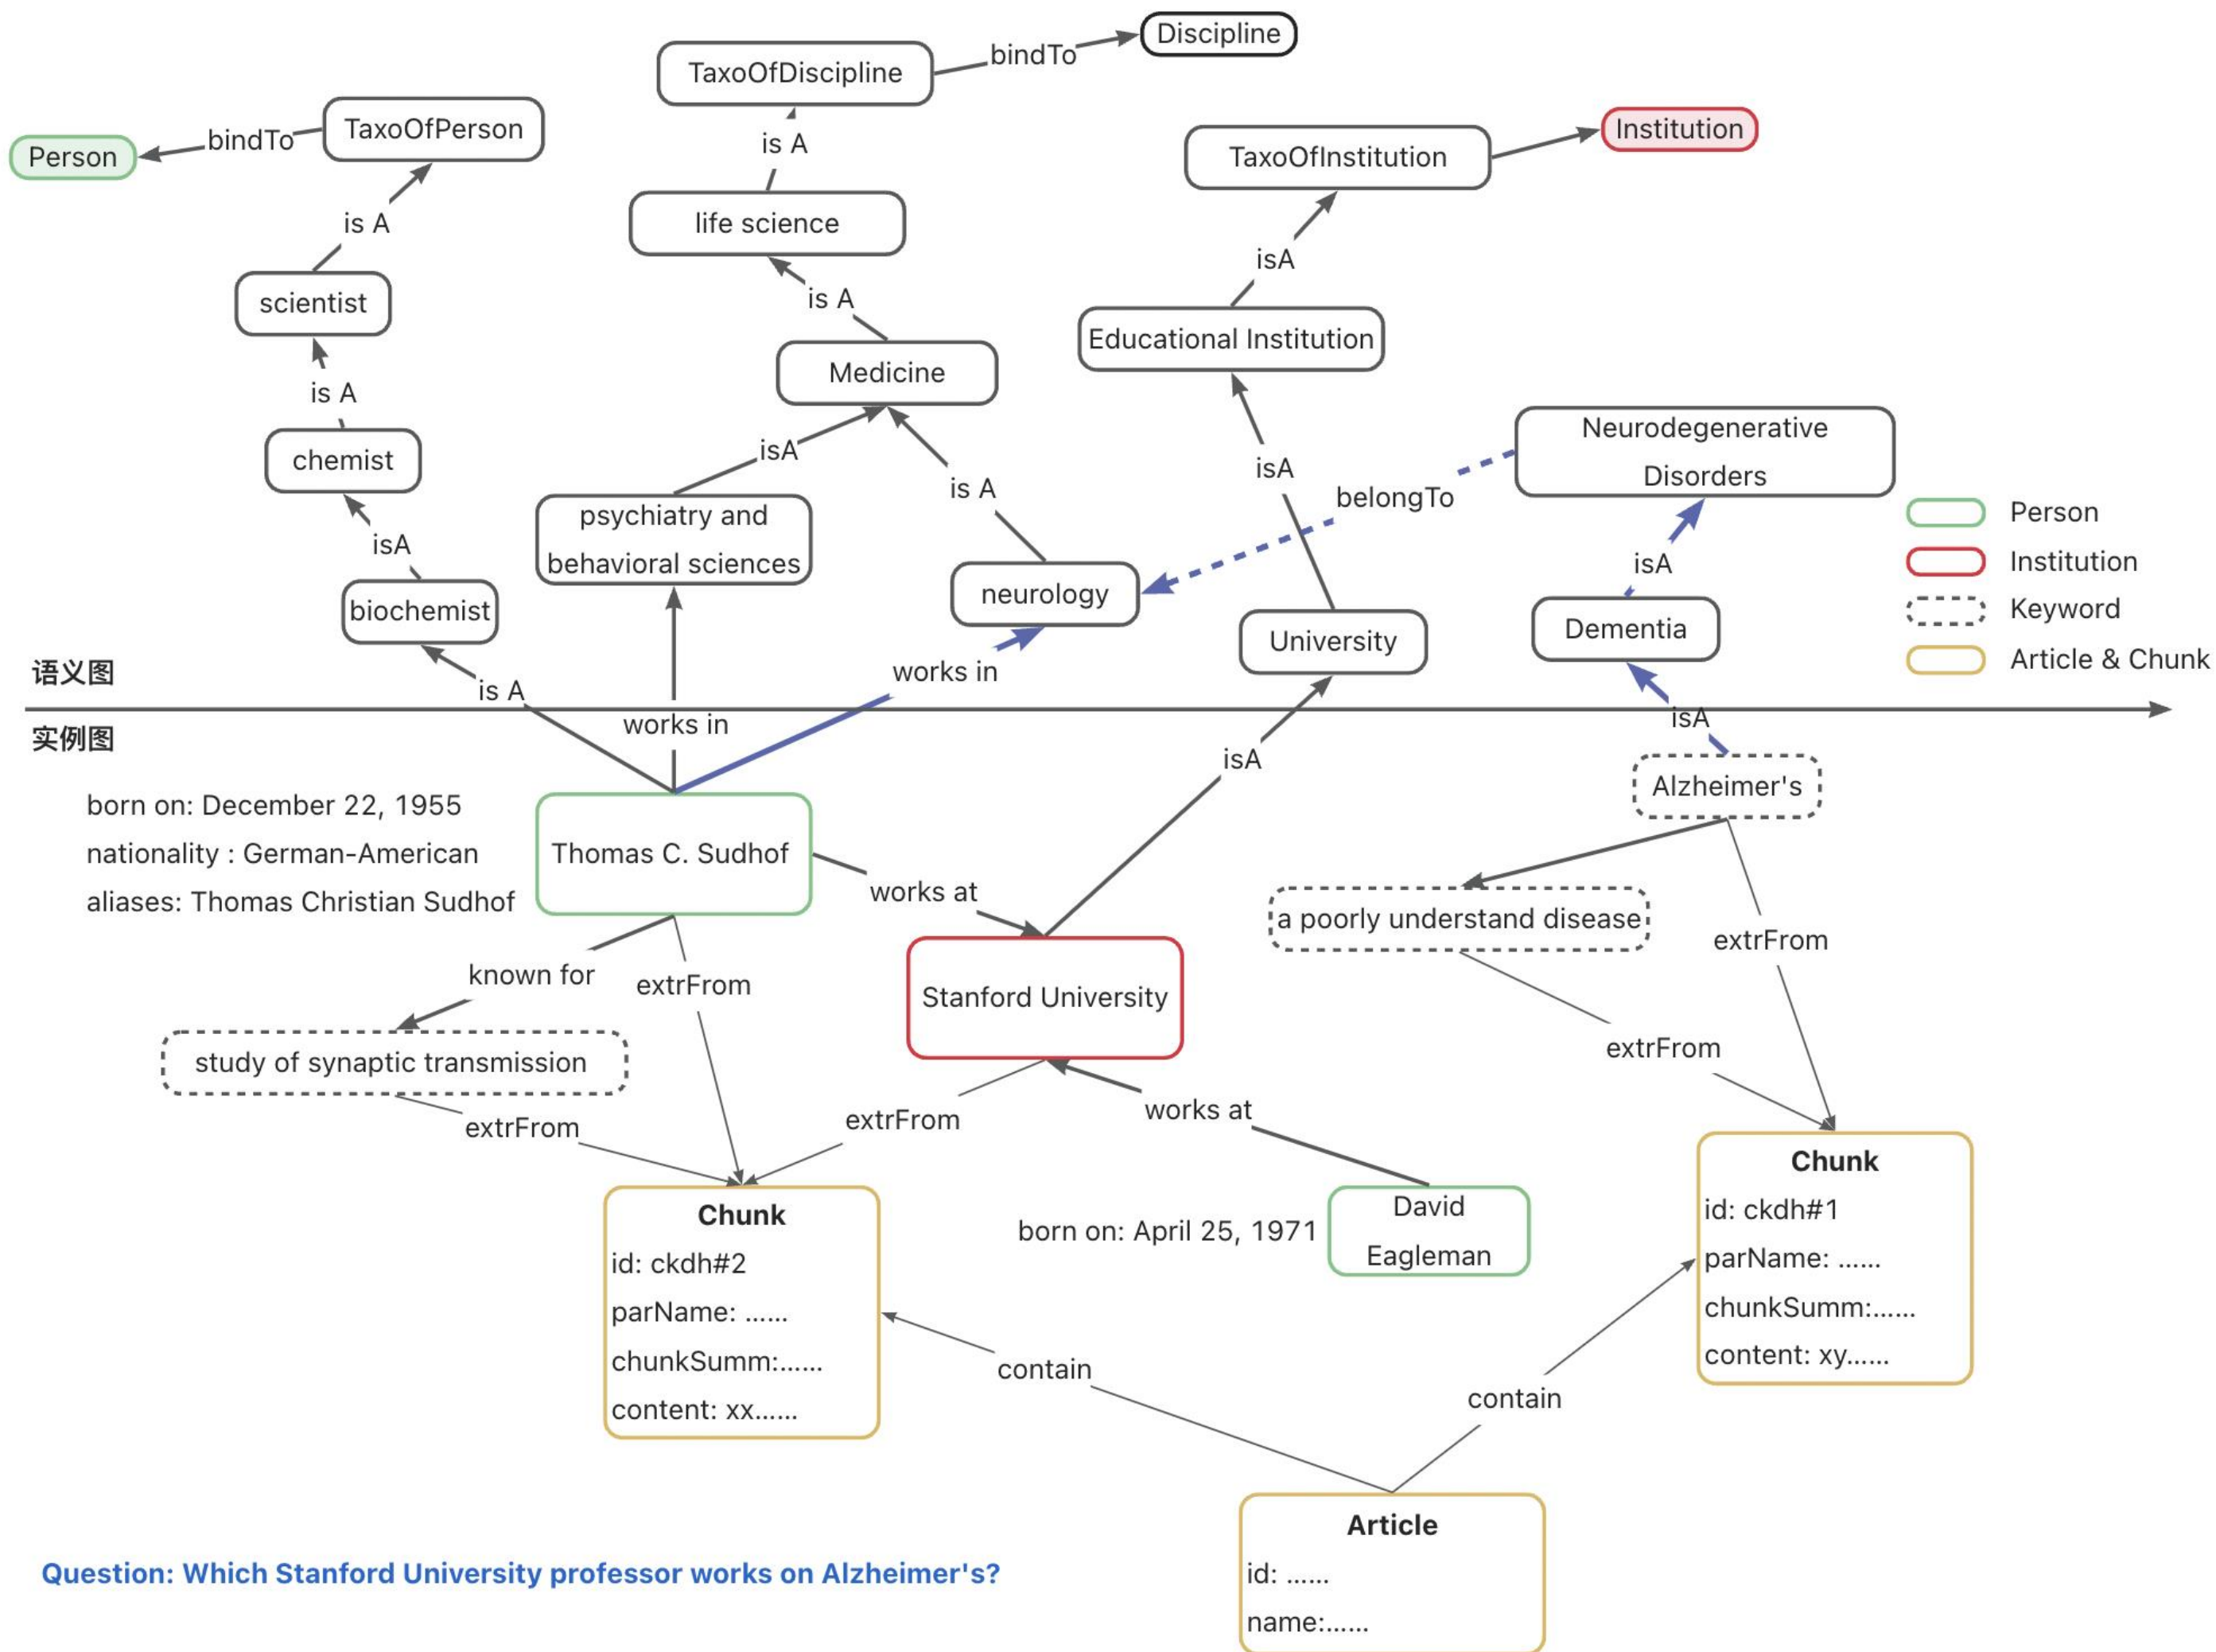 Discipline
bindTo
TaxoOfDiscipline
TaxoOfPerson
bindTo
Person
Institution
TaxoOfInstitution
is A
is A
life science
isA
scientist
is A
Educational Institution
Medicine
is A
chemist
isA
is A
isA
belongTo
Neurodegenerative
Disorders
Person
Institution
Keyword
Article & Chunk
psychiatry and
behavioral sciences
isA
isA
neurology
biochemist
University
Dementia
语义图
is A
works in
works in
isA
实例图
isA
Alzheimer's
born on: December 22, 1955
nationality : German-American
aliases: Thomas Christian Sudhof
Thomas C. Sudhof
works at
a poorly understand disease
extrFrom
known for
extrFrom
Stanford University
extrFrom
study of synaptic transmission
extrFrom
extrFrom
works at
Chunk
id: ckdh#1
parName: ......
chunkSumm:......
content: xy......
Chunk
id: ckdh#2
parName: ......
chunkSumm:......
content: xx......
born on: April 25, 1971
David
Eagleman
contain
contain
Article
id: ......
name:......
Question: Which Stanford University professor works on Alzheimer's?